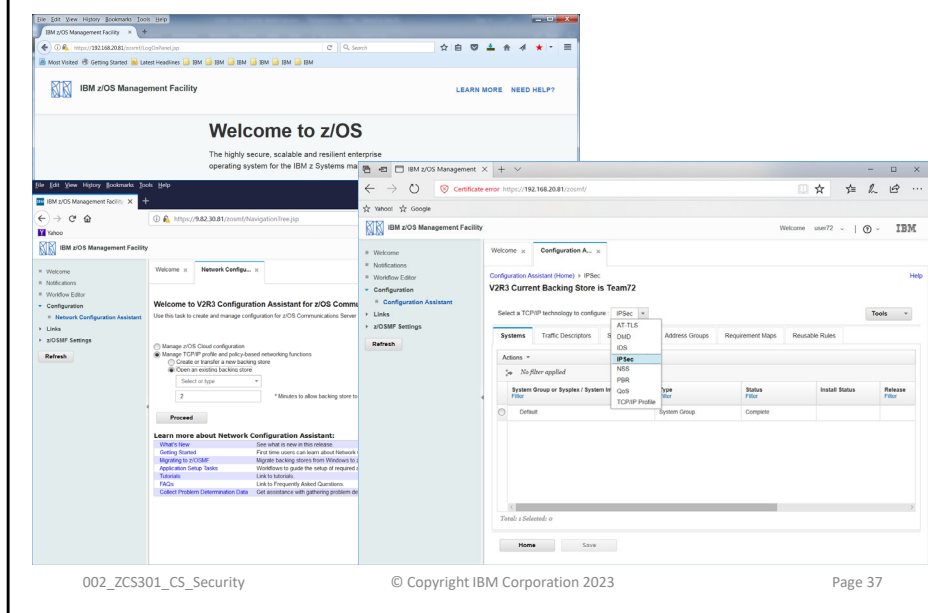 File Edit View History Bookmarks Tools Help
IBM z/OS Management Facility × +
https://192.168.20.81/zosmf/LogOnPanel.jsp Search
Most Visited Getting Started Latest Headlines IBM IBM IBM IBM IBM IBM
IBM z/OS Management Facility LEARN MORE NEED HELP?
Welcome to z/OS
The highly secure, scalable and resilient enterprise
operating system for the IBM z Systems ma
File Edit View History Bookmarks Tools Help
IBM z/OS Management Facility × +
https://9.82.30.81/zosmf/NavigationTree.jsp
Yahoo
IBM z/OS Management Facility
Welcome
Notifications
Workflow Editor
Configuration
Network Configuration Assistant
Links
z/OSMF Settings
Refresh
Welcome × Network Configu... ×
Welcome to V2R3 Configuration Assistant for z/OS Commu
Use this task to create and manage configuration for z/OS Communications Server
Manage z/OS Cloud configuration
Manage TCP/IP profile and policy-based networking functions
Create or transfer a new backing store
Open an existing backing store
Select or type
2 * Minutes to allow backing store to
Proceed
Learn more about Network Configuration Assistant:
What's New See what is new in this release.
Getting Started First time users can learn about Network
Migrating to z/OSMF Migrate backing stores from Windows to
Application Setup Tasks Workflows to guide the setup of required
Tutorials Link to tutorials.
FAQs Link to Frequently Asked Questions.
Collect Problem Determination Data Get assistance with gathering problem de
IBM z/OS Management × +
Certificate error https://192.168.20.81/zosmf/
Yahoo! Google
IBM z/OS Management Facility Welcome user72 IBM
Welcome
Notifications
Workflow Editor
Configuration
Configuration Assistant
Links
z/OSMF Settings
Refresh
Welcome × Configuration A... ×
Configuration Assistant (Home) › IPSec Help
V2R3 Current Backing Store is Team72
Select a TCP/IP technology to configure : IPSec Tools
AT-TLS
DMD
IDS
IPSec
NSS
PBR
QoS
TCP/IP Profile
Systems Traffic Descriptors S Address Groups Requirement Maps Reusable Rules
Actions
No filter applied
System Group or Sysplex / System Im Type Status Install Status Release
Filter Filter Filter Filter
Default System Group Complete
Total: 1 Selected: 0
Home Save
002_ZCS301_CS_Security © Copyright IBM Corporation 2023 Page 37